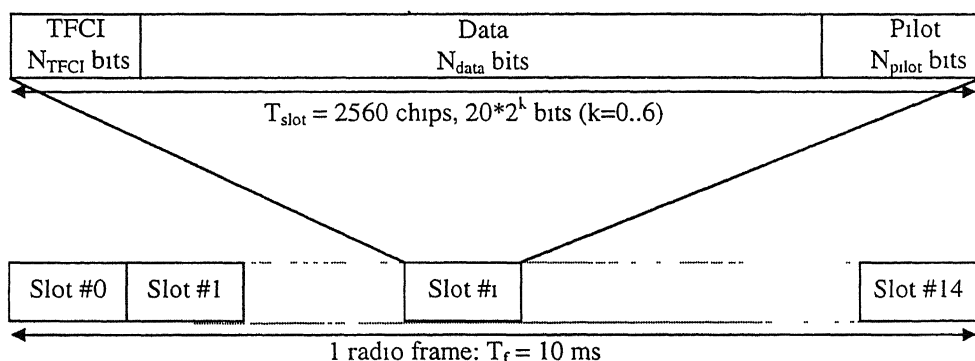 TFCI
N_TFCI bits
Data
N_data bits
Pilot
N_pilot bits
T_slot = 2560 chips, 20*2^k bits (k=0..6)
Slot #0
Slot #1
Slot #i
Slot #14
1 radio frame: T_f = 10 ms